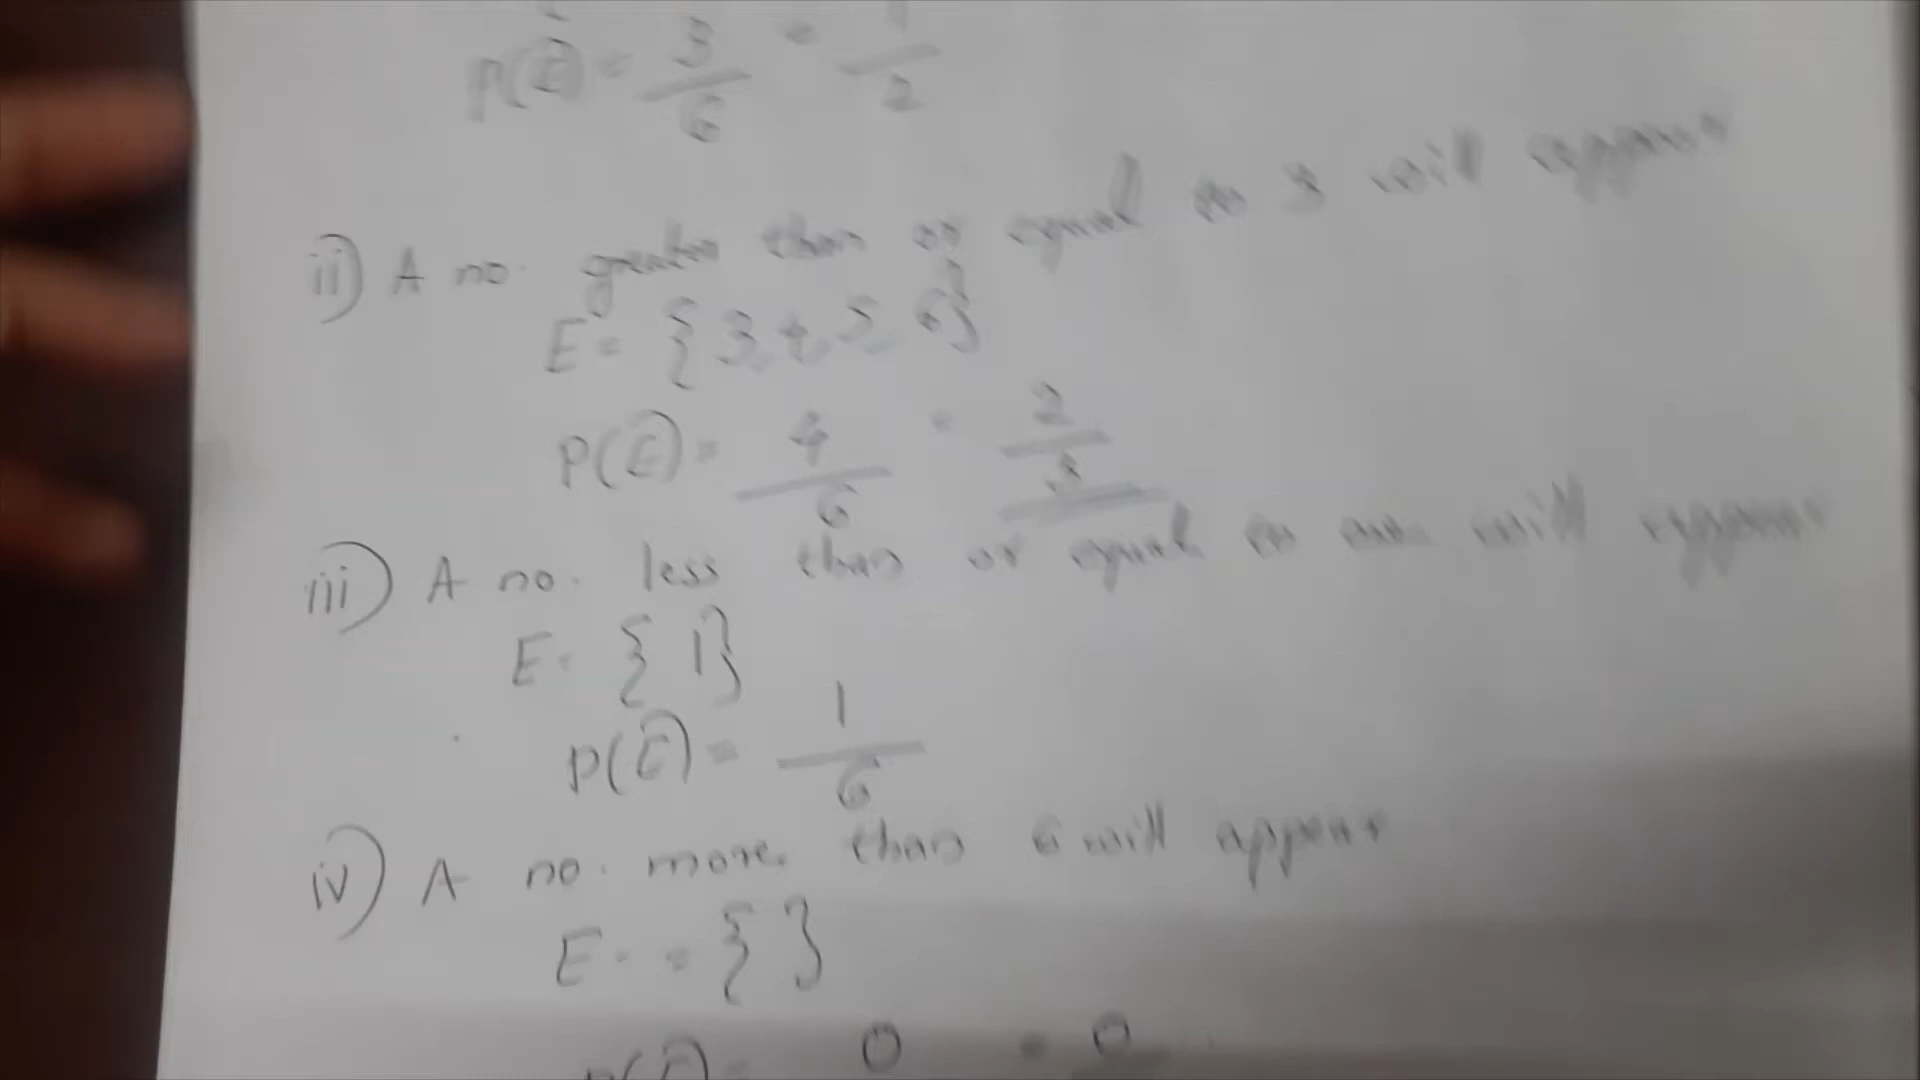 P(E) = 3/6 = 1/2
ii) A no. greater than or equal to 3 will appear
E = {3, 4, 5, 6}
P(E) = 4/6 = 2/3
iii) A no. less than or equal to one will appear
E = {1}
P(E) = 1/6
iv) A no. more than 6 will appear
E = { }
P(E) = 0 = 0